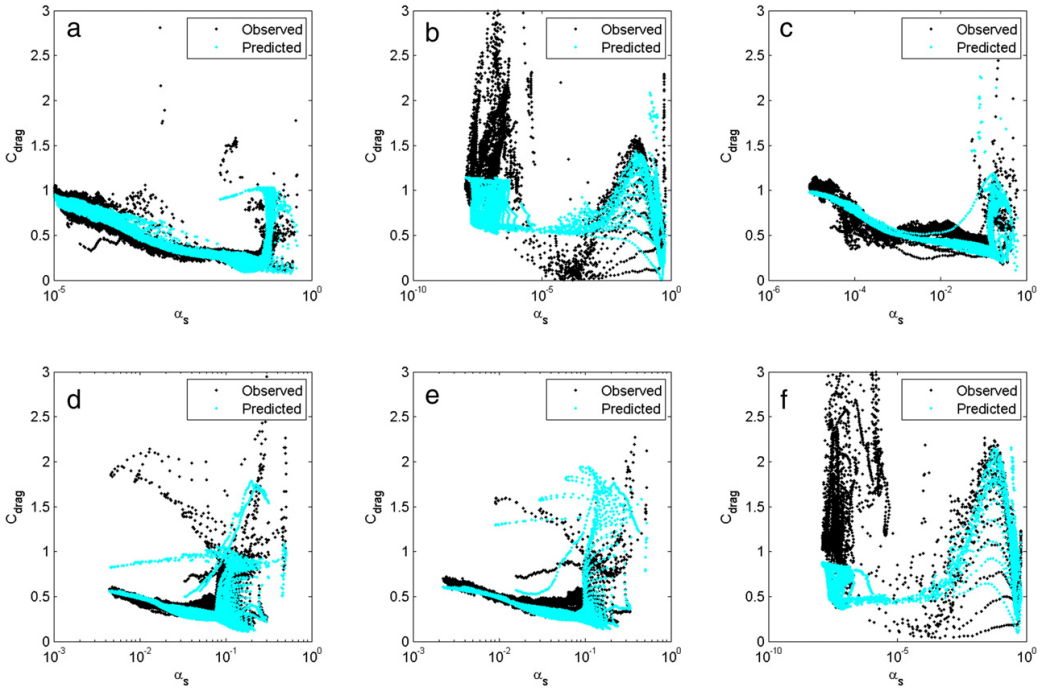 a
Observed
Predicted
3
2.5
2
1.5
1
0.5
0
C_drag
10^-5
10^0
α_s
b
Observed
Predicted
3
2.5
2
1.5
1
0.5
0
C_drag
10^-10
10^-5
10^0
α_s
c
Observed
Predicted
3
2.5
2
1.5
1
0.5
0
C_drag
10^-6
10^-4
10^-2
10^0
α_s
d
Observed
Predicted
3
2.5
2
1.5
1
0.5
0
C_drag
10^-3
10^-2
10^-1
10^0
α_s
e
Observed
Predicted
3
2.5
2
1.5
1
0.5
0
C_drag
10^-3
10^-2
10^-1
10^0
α_s
f
Observed
Predicted
3
2.5
2
1.5
1
0.5
0
C_drag
10^-10
10^-5
10^0
α_s